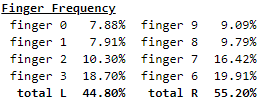 Finger Frequency
finger 0 7.88% finger 9 9.09%
finger 1 7.91% finger 8 9.79%
finger 2 10.30% finger 7 16.42%
finger 3 18.70% finger 6 19.91%
total L 44.80% total R 55.20%